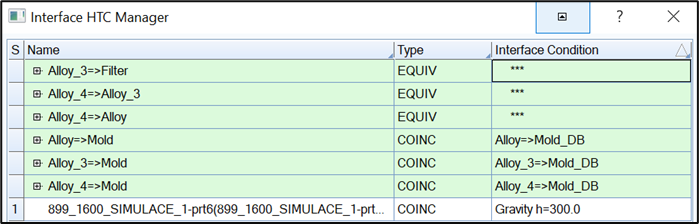 Interface HTC Manager ?
S Name Type Interface Condition
Alloy_3=>Filter EQUIV ***
Alloy_4=>Alloy_3 EQUIV ***
Alloy_4=>Alloy EQUIV ***
Alloy=>Mold COINC Alloy=>Mold_DB
Alloy_3=>Mold COINC Alloy_3=>Mold_DB
Alloy_4=>Mold COINC Alloy_4=>Mold_DB
1 899_1600_SIMULACE_1-prt6(899_1600_SIMULACE_1-prt... COINC Gravity h=300.0